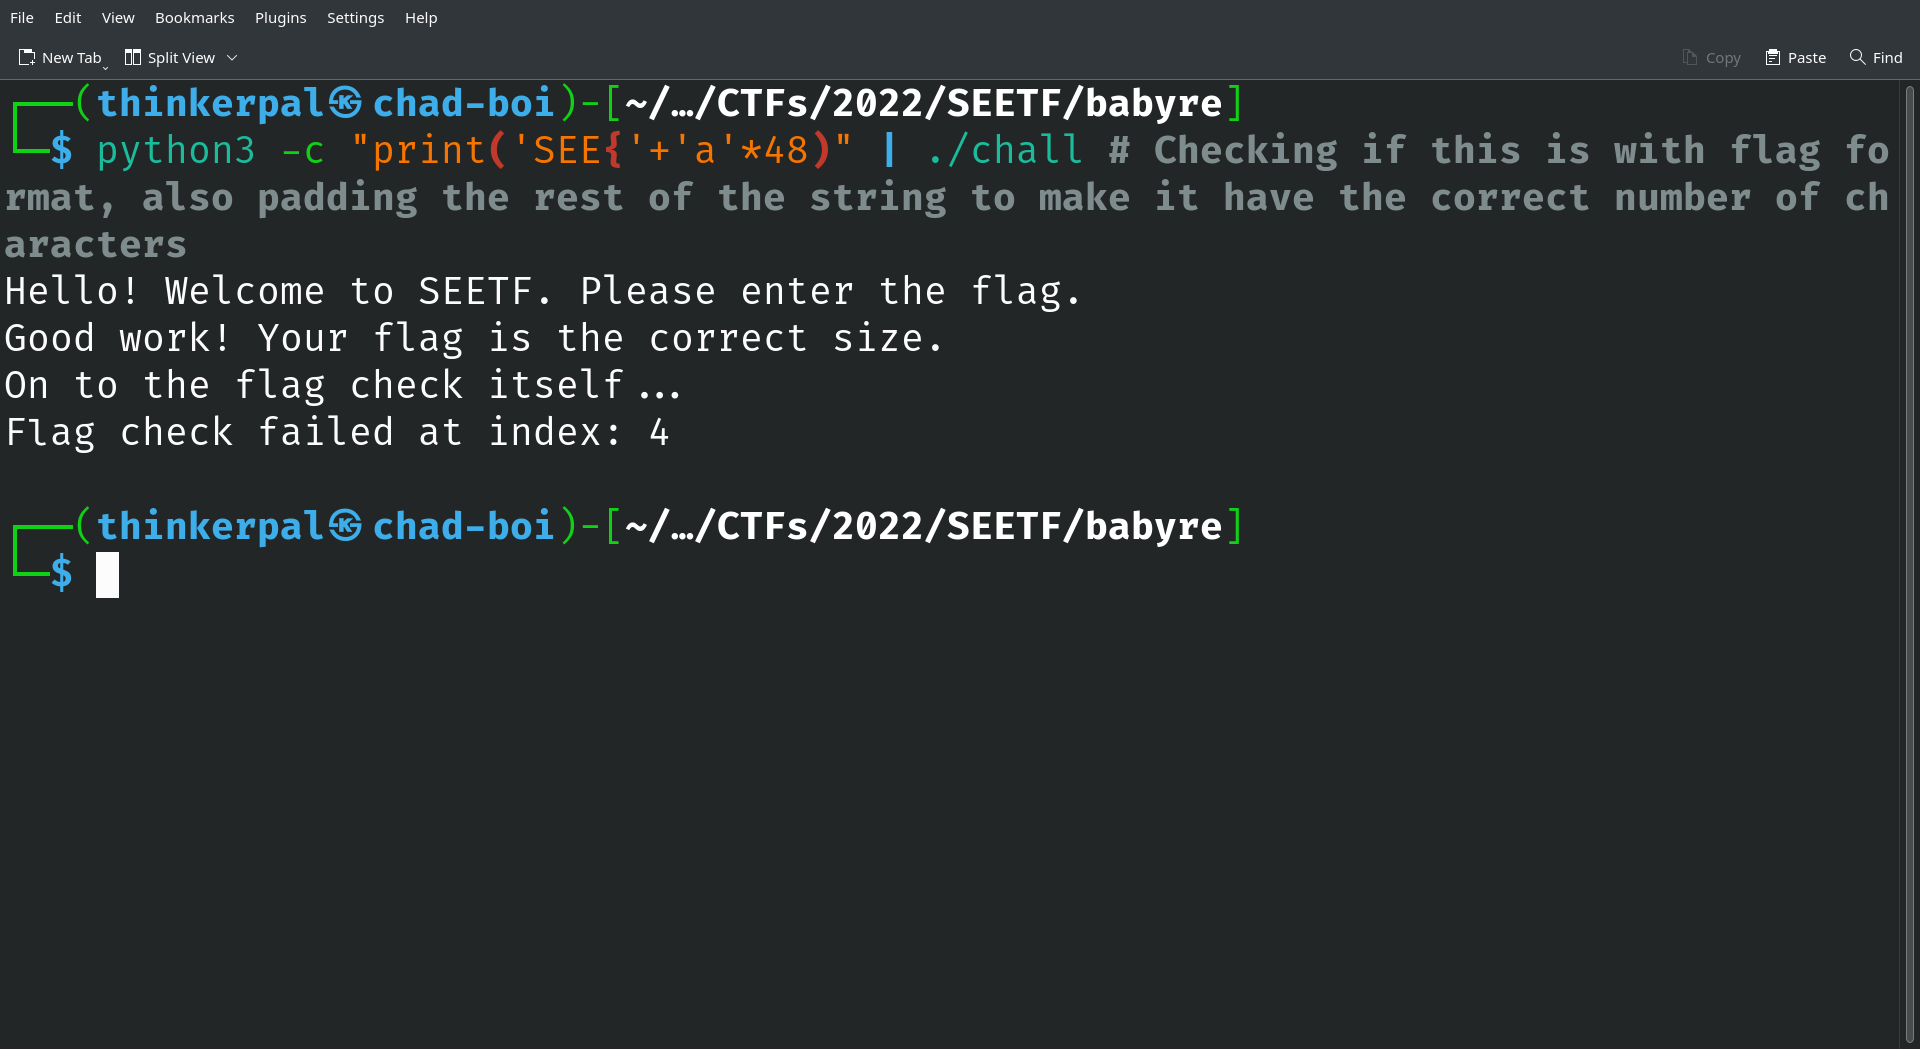 File Edit View Bookmarks Plugins Settings Help
New Tab Split View Copy Paste Find
┌──(thinkerpal㉿chad-boi)-[~/…/CTFs/2022/SEETF/babyre]
└─$ python3 -c "print('SEE{'+'a'*48)" | ./chall # Checking if this is with flag fo
rmat, also padding the rest of the string to make it have the correct number of ch
aracters
Hello! Welcome to SEETF. Please enter the flag.
Good work! Your flag is the correct size.
On to the flag check itself...
Flag check failed at index: 4
┌──(thinkerpal㉿chad-boi)-[~/…/CTFs/2022/SEETF/babyre]
└─$